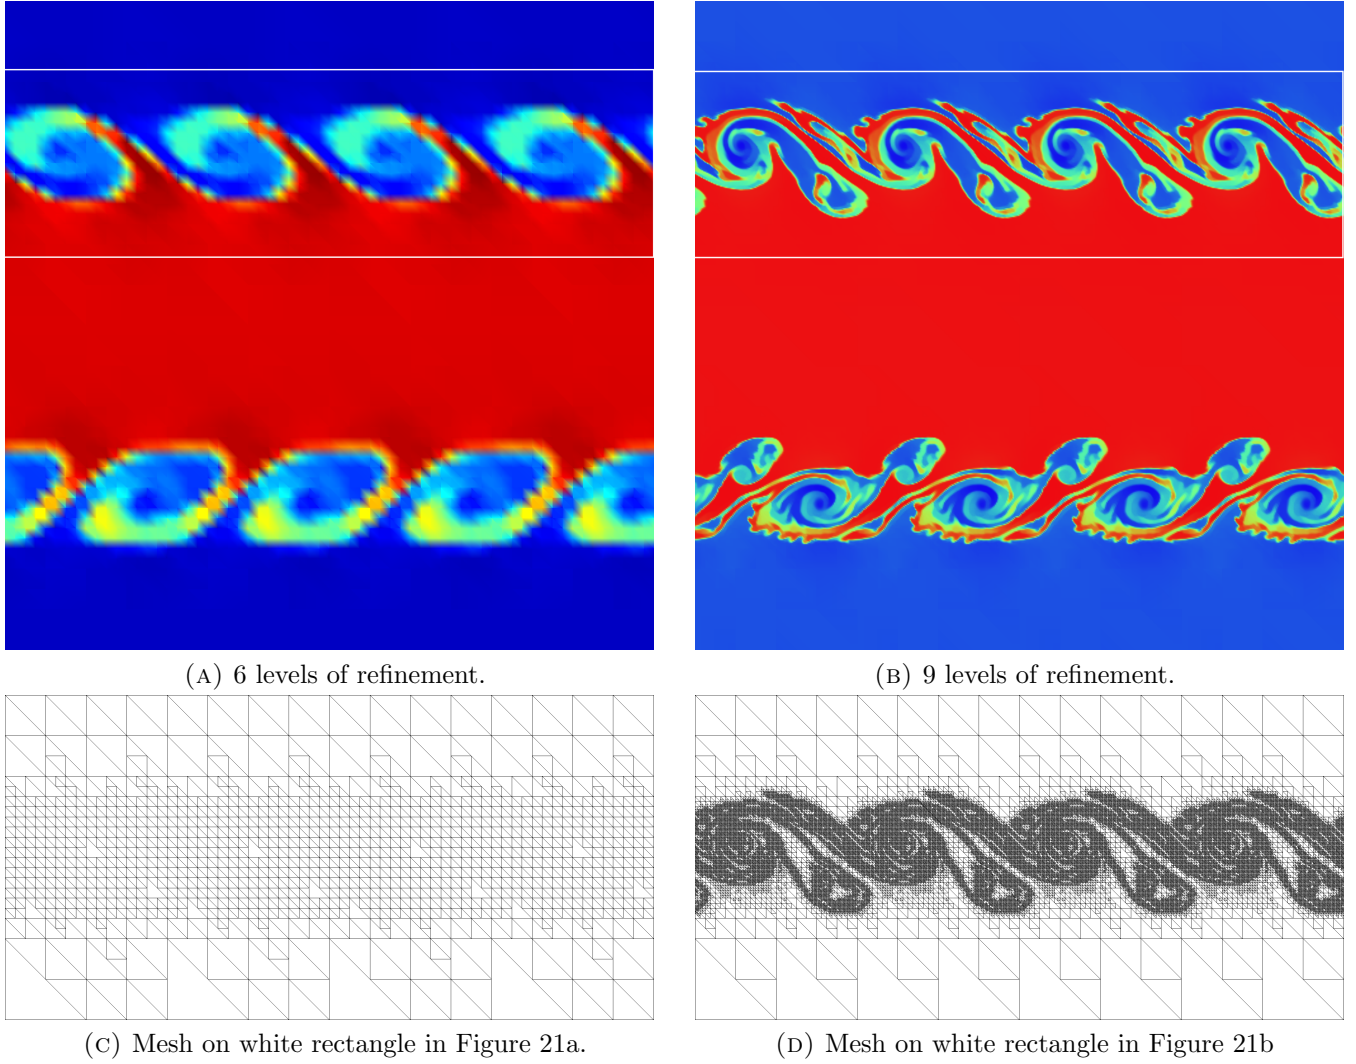 (A) 6 levels of refinement.
(B) 9 levels of refinement.
(C) Mesh on white rectangle in Figure 21a.
(D) Mesh on white rectangle in Figure 21b